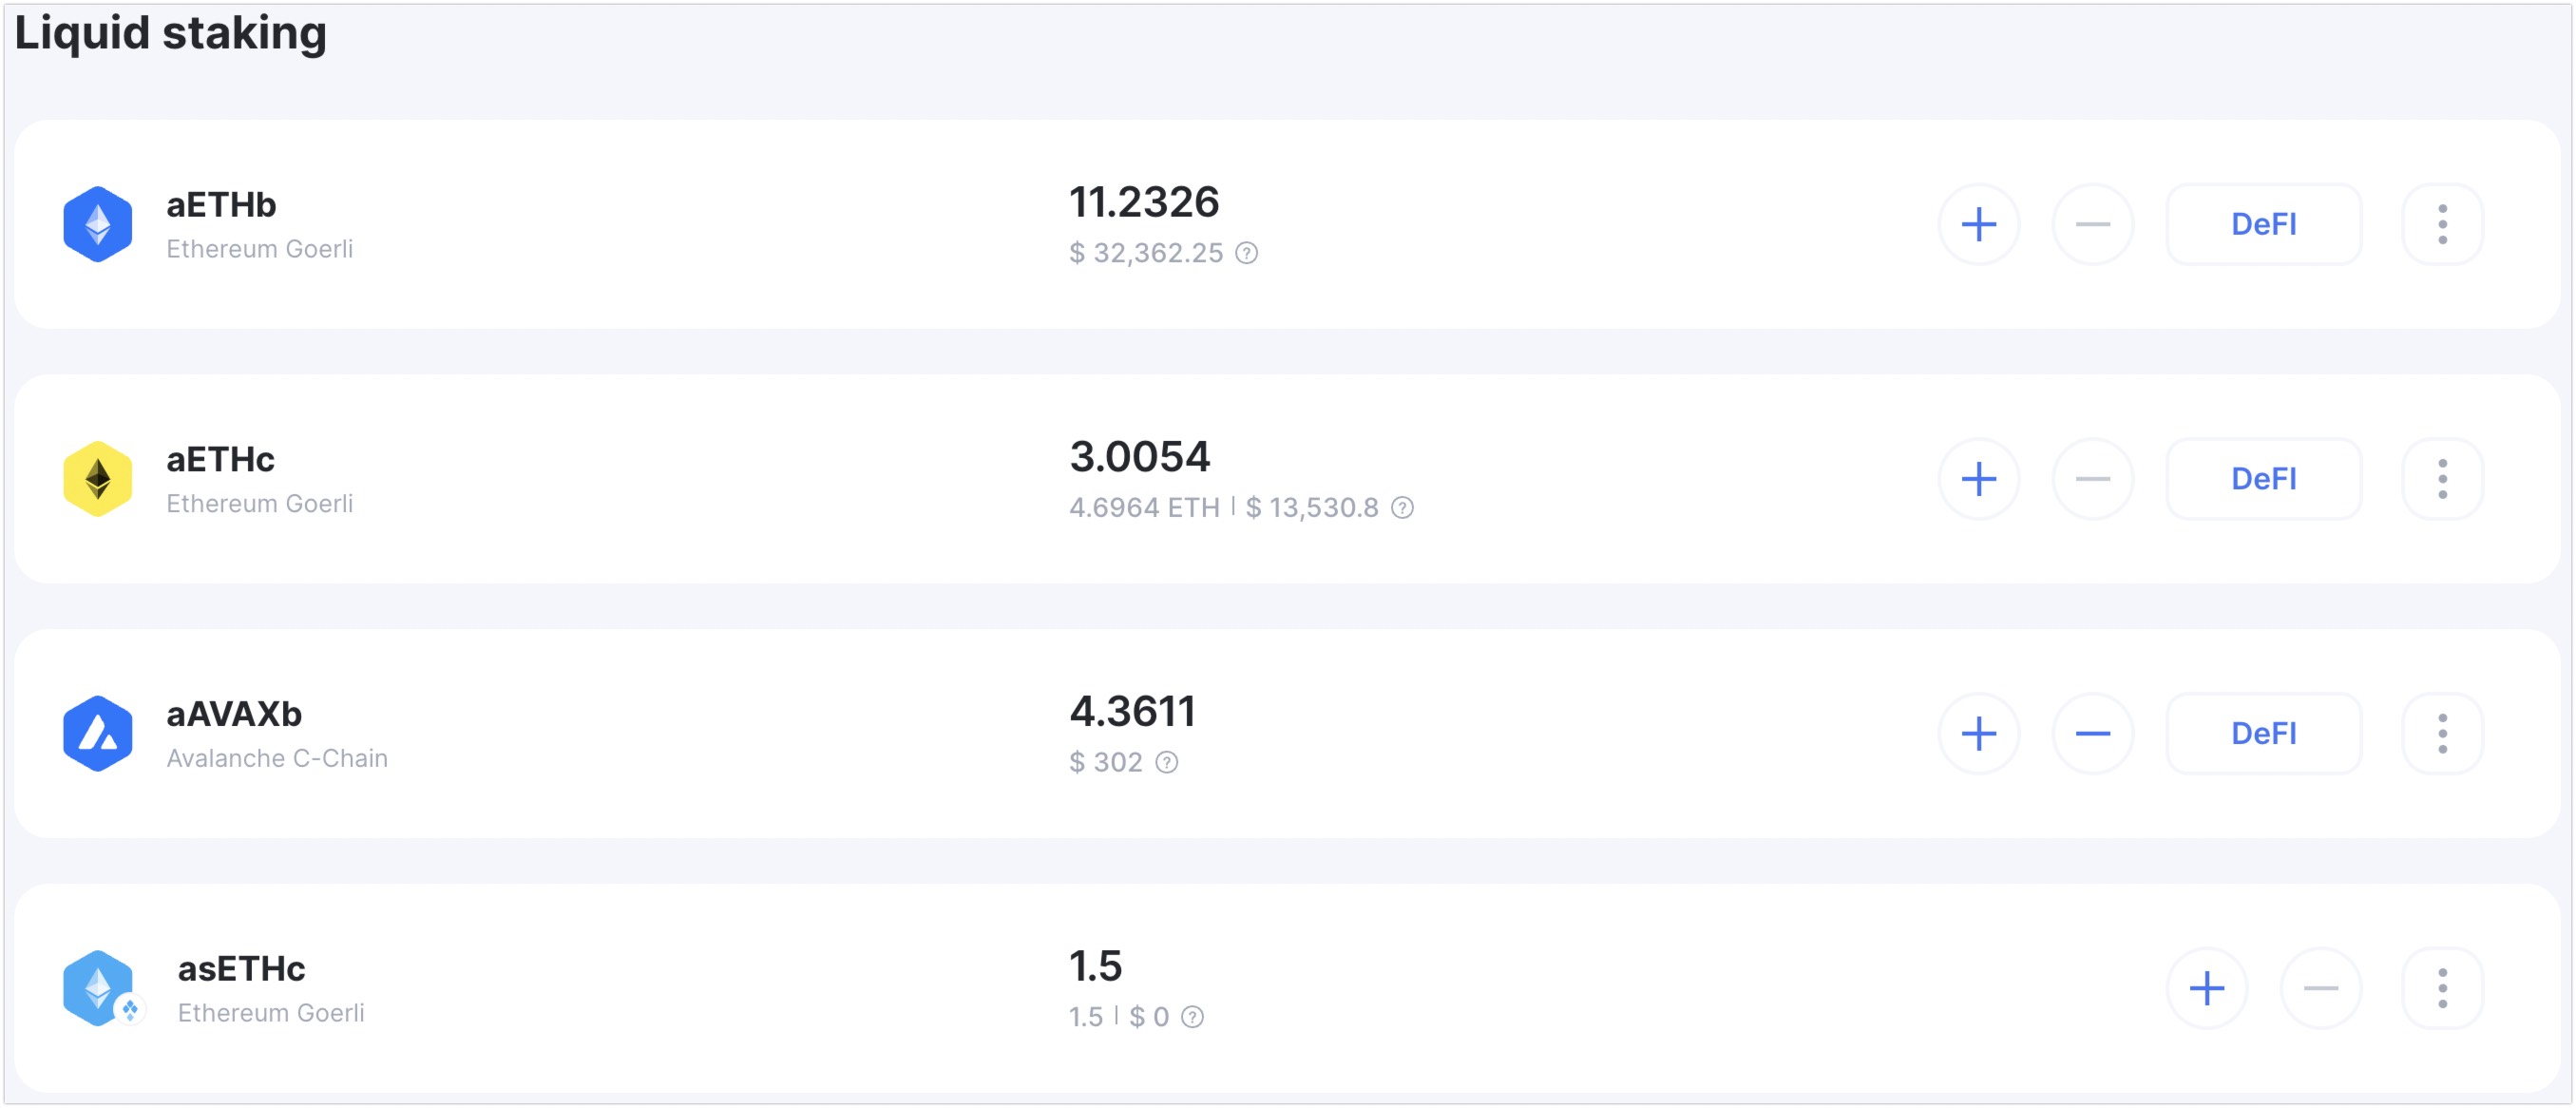 Liquid staking
aETHb
Ethereum Goerli
11.2326
$ 32,362.25 ?
DeFI
aETHc
Ethereum Goerli
3.0054
4.6964 ETH | $ 13,530.8 ?
DeFI
aAVAXb
Avalanche C-Chain
4.3611
$ 302 ?
DeFI
asETHc
Ethereum Goerli
1.5
1.5 | $ 0 ?